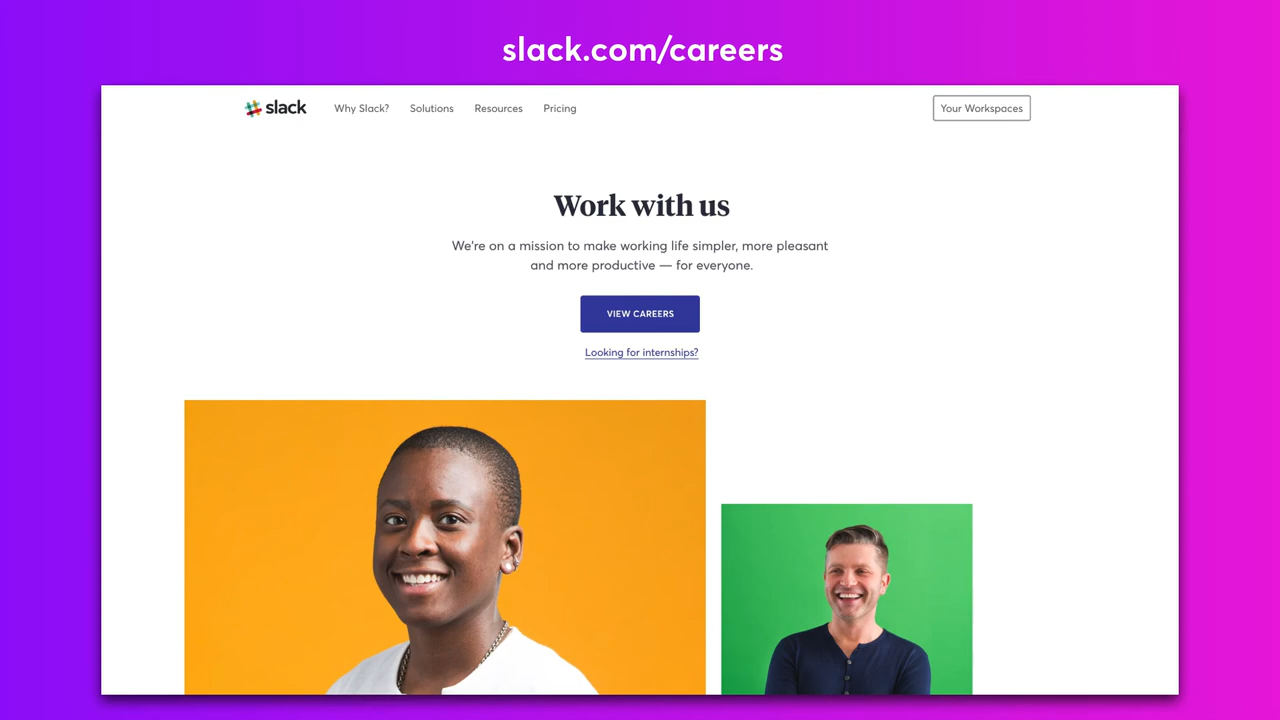 slack.com/careers
slack Why Slack? Solutions Resources Pricing Your Workspaces
Work with us
We're on a mission to make working life simpler, more pleasant
and more productive — for everyone.
VIEW CAREERS
Looking for internships?